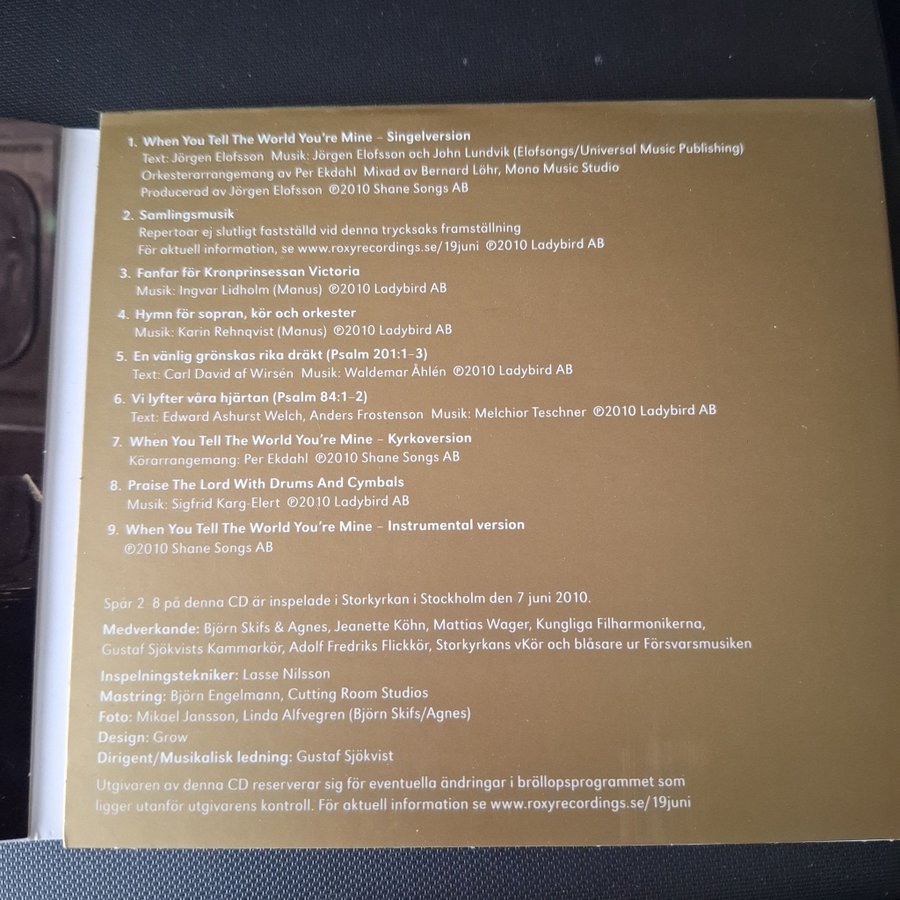 1. When You Tell The World You're Mine – Singelversion
Text: Jörgen Elofsson Musik: Jörgen Elofsson och John Lundvik (Elofsongs/Universal Music Publishing)
Orkesterarrangemang av Per Ekdahl Mixad av Bernard Löhr, Mono Music Studio
Producerad av Jörgen Elofsson ℗2010 Shane Songs AB
2. Samlingsmusik
Repertoar ej slutligt fastställd vid denna trycksaks framställning
För aktuell information, se www.roxyrecordings.se/19juni ℗2010 Ladybird AB
3. Fanfar för Kronprinsessan Victoria
Musik: Ingvar Lidholm (Manus) ℗2010 Ladybird AB
4. Hymn för sopran, kör och orkester
Musik: Karin Rehnqvist (Manus) ℗2010 Ladybird AB
5. En vänlig grönskas rika dräkt (Psalm 201:1–3)
Text: Carl David af Wirsén Musik: Waldemar Åhlén ℗2010 Ladybird AB
6. Vi lyfter våra hjärtan (Psalm 84:1–2)
Text: Edward Ashurst Welch, Anders Frostenson Musik: Melchior Teschner ℗2010 Ladybird AB
7. When You Tell The World You're Mine – Kyrkoversion
Körarrangemang: Per Ekdahl ℗2010 Shane Songs AB
8. Praise The Lord With Drums And Cymbals
Musik: Sigfrid Karg-Elert ℗2010 Ladybird AB
9. When You Tell The World You're Mine – Instrumental version
℗2010 Shane Songs AB
Spår 2–8 på denna CD är inspelade i Storkyrkan i Stockholm den 7 juni 2010.
Medverkande: Björn Skifs & Agnes, Jeanette Köhn, Mattias Wager, Kungliga Filharmonikerna,
Gustaf Sjökvists Kammarkör, Adolf Fredriks Flickkör, Storkyrkans vKör och blåsare ur Försvarsmusiken
Inspelningstekniker: Lasse Nilsson
Mastring: Björn Engelmann, Cutting Room Studios
Foto: Mikael Jansson, Linda Alfvegren (Björn Skifs/Agnes)
Design: Grow
Dirigent/Musikalisk ledning: Gustaf Sjökvist
Utgivaren av denna CD reserverar sig för eventuella ändringar i bröllopsprogrammet som
ligger utanför utgivarens kontroll. För aktuell information se www.roxyrecordings.se/19juni